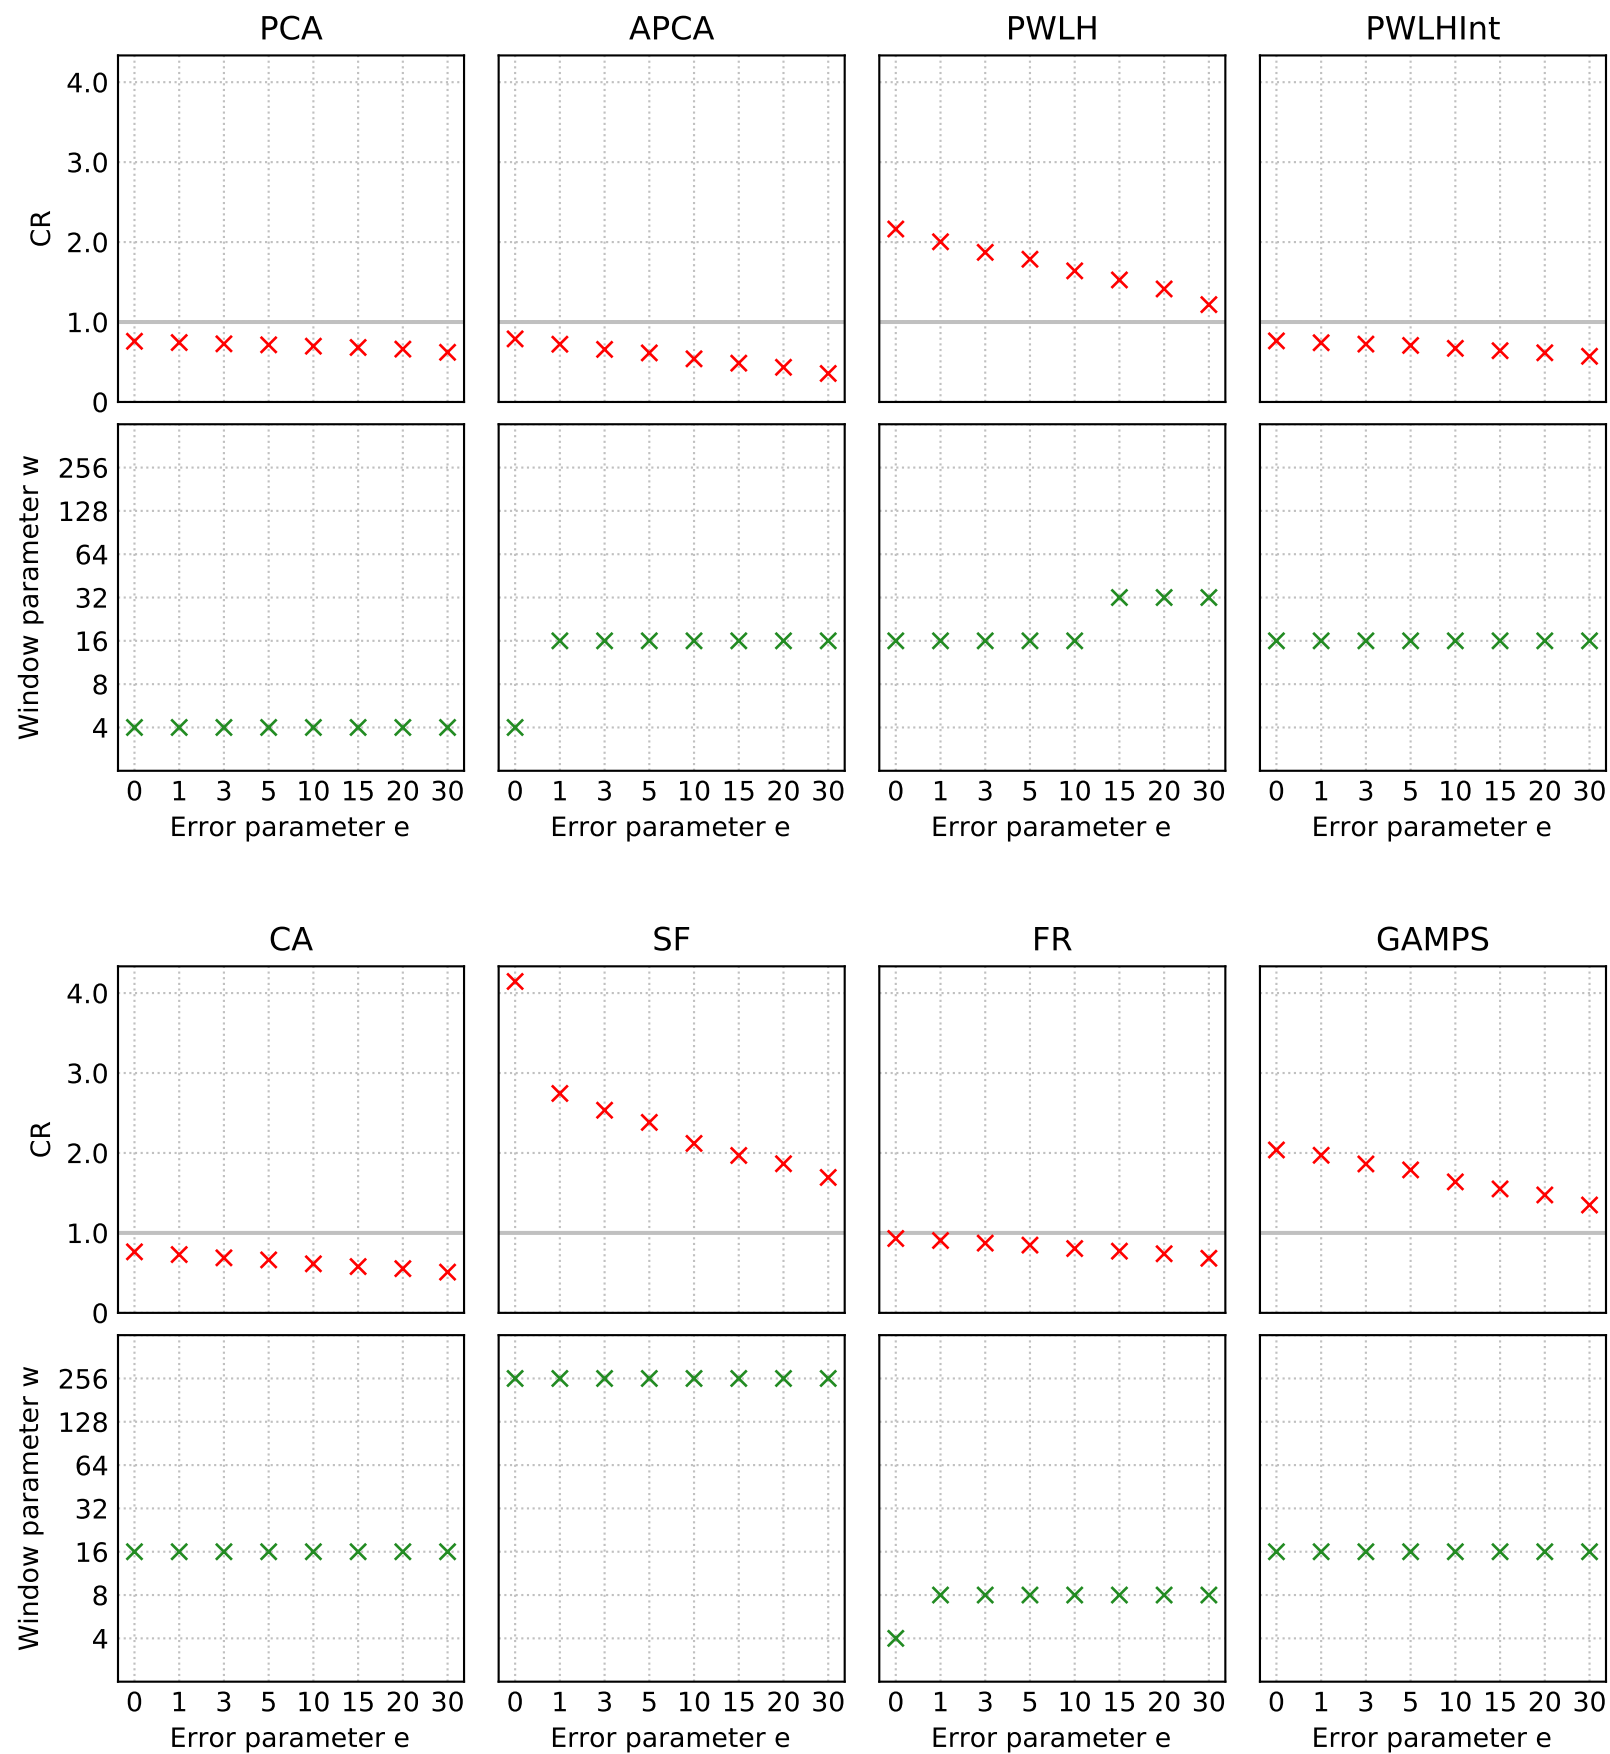 PCA APCA PWLH PWLHInt
4.0
3.0
2.0
1.0
0
CR
256
128
64
32
16
8
4
Window parameter w
0 1 3 5 10 15 20 30 0 1 3 5 10 15 20 30 0 1 3 5 10 15 20 30 0 1 3 5 10 15 20 30
Error parameter e Error parameter e Error parameter e Error parameter e
CA SF FR GAMPS
4.0
3.0
2.0
1.0
0
CR
256
128
64
32
16
8
4
Window parameter w
0 1 3 5 10 15 20 30 0 1 3 5 10 15 20 30 0 1 3 5 10 15 20 30 0 1 3 5 10 15 20 30
Error parameter e Error parameter e Error parameter e Error parameter e